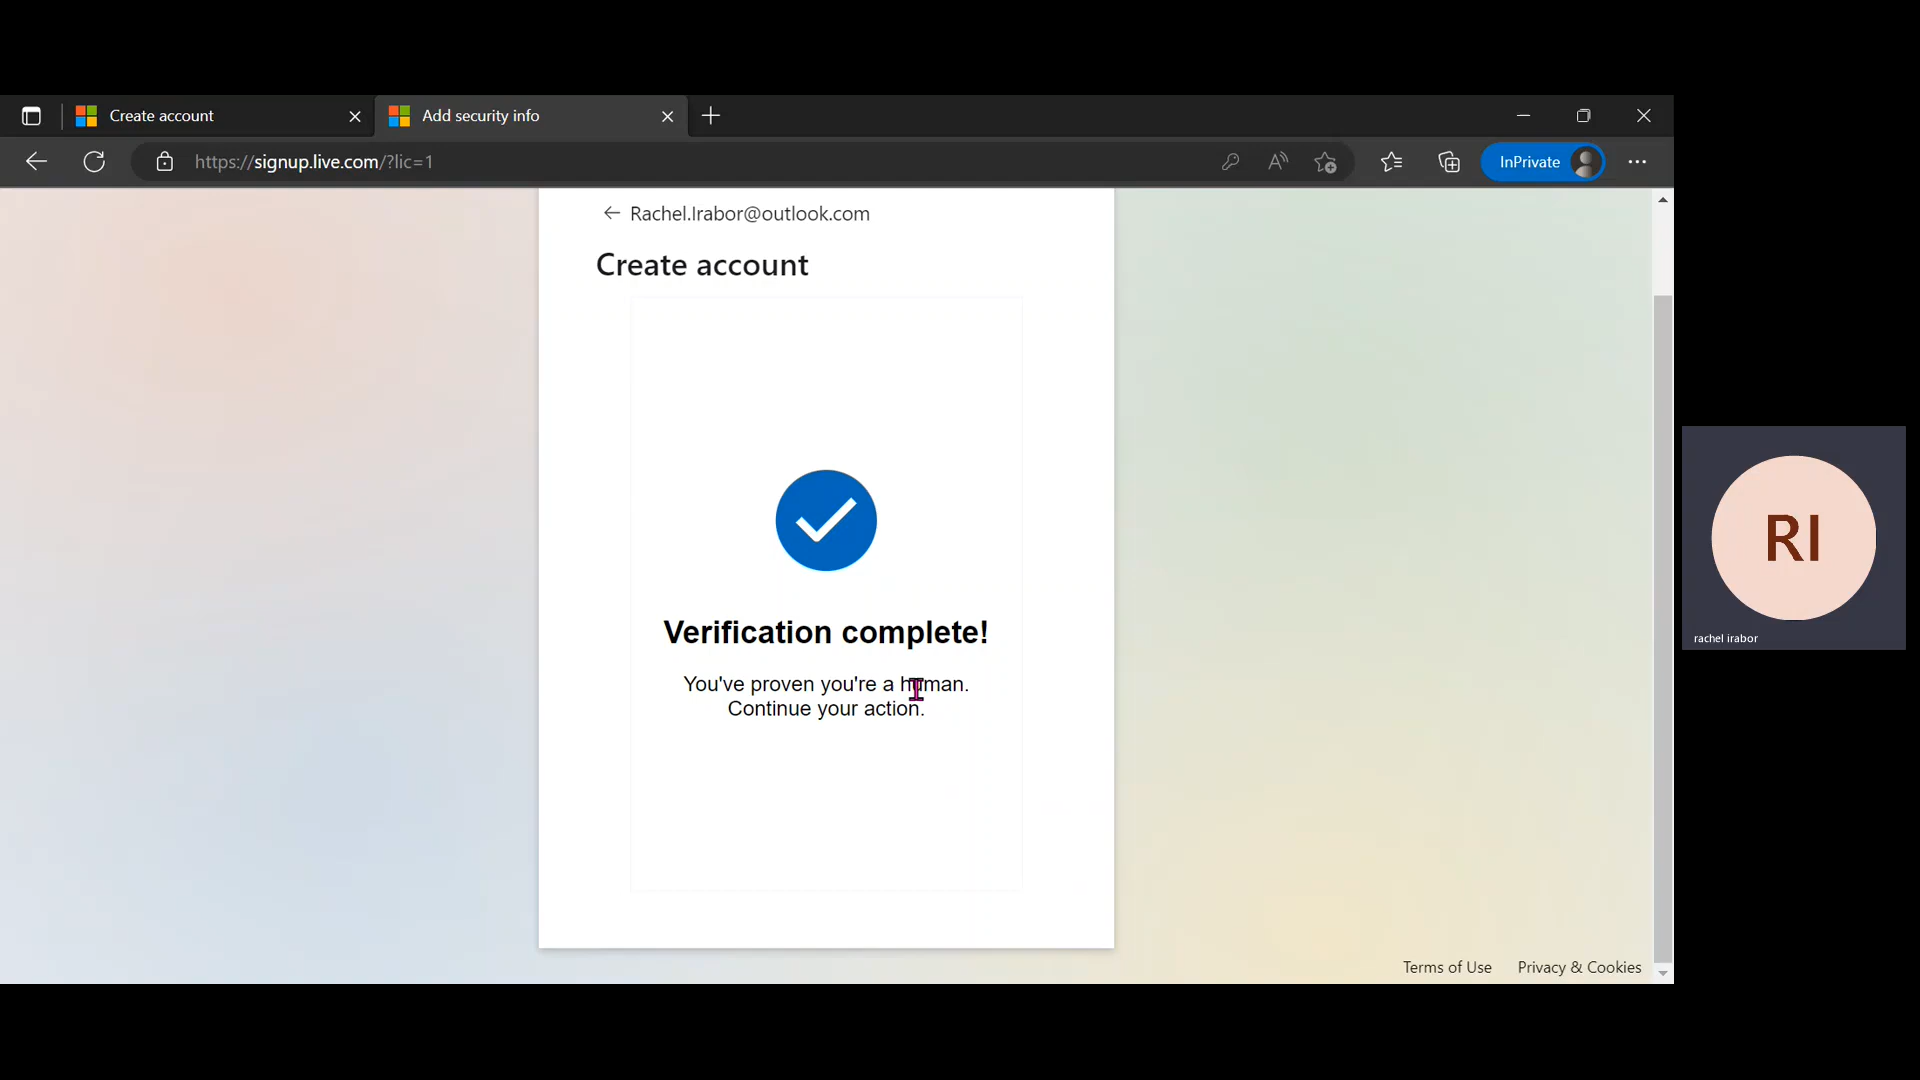 Create account
Add security info
https://signup.live.com/?lic=1
InPrivate
Rachel.Irabor@outlook.com
Create account
Verification complete!
You've proven you're a human.
Continue your action.
RI
rachel irabor
Terms of Use
Privacy & Cookies